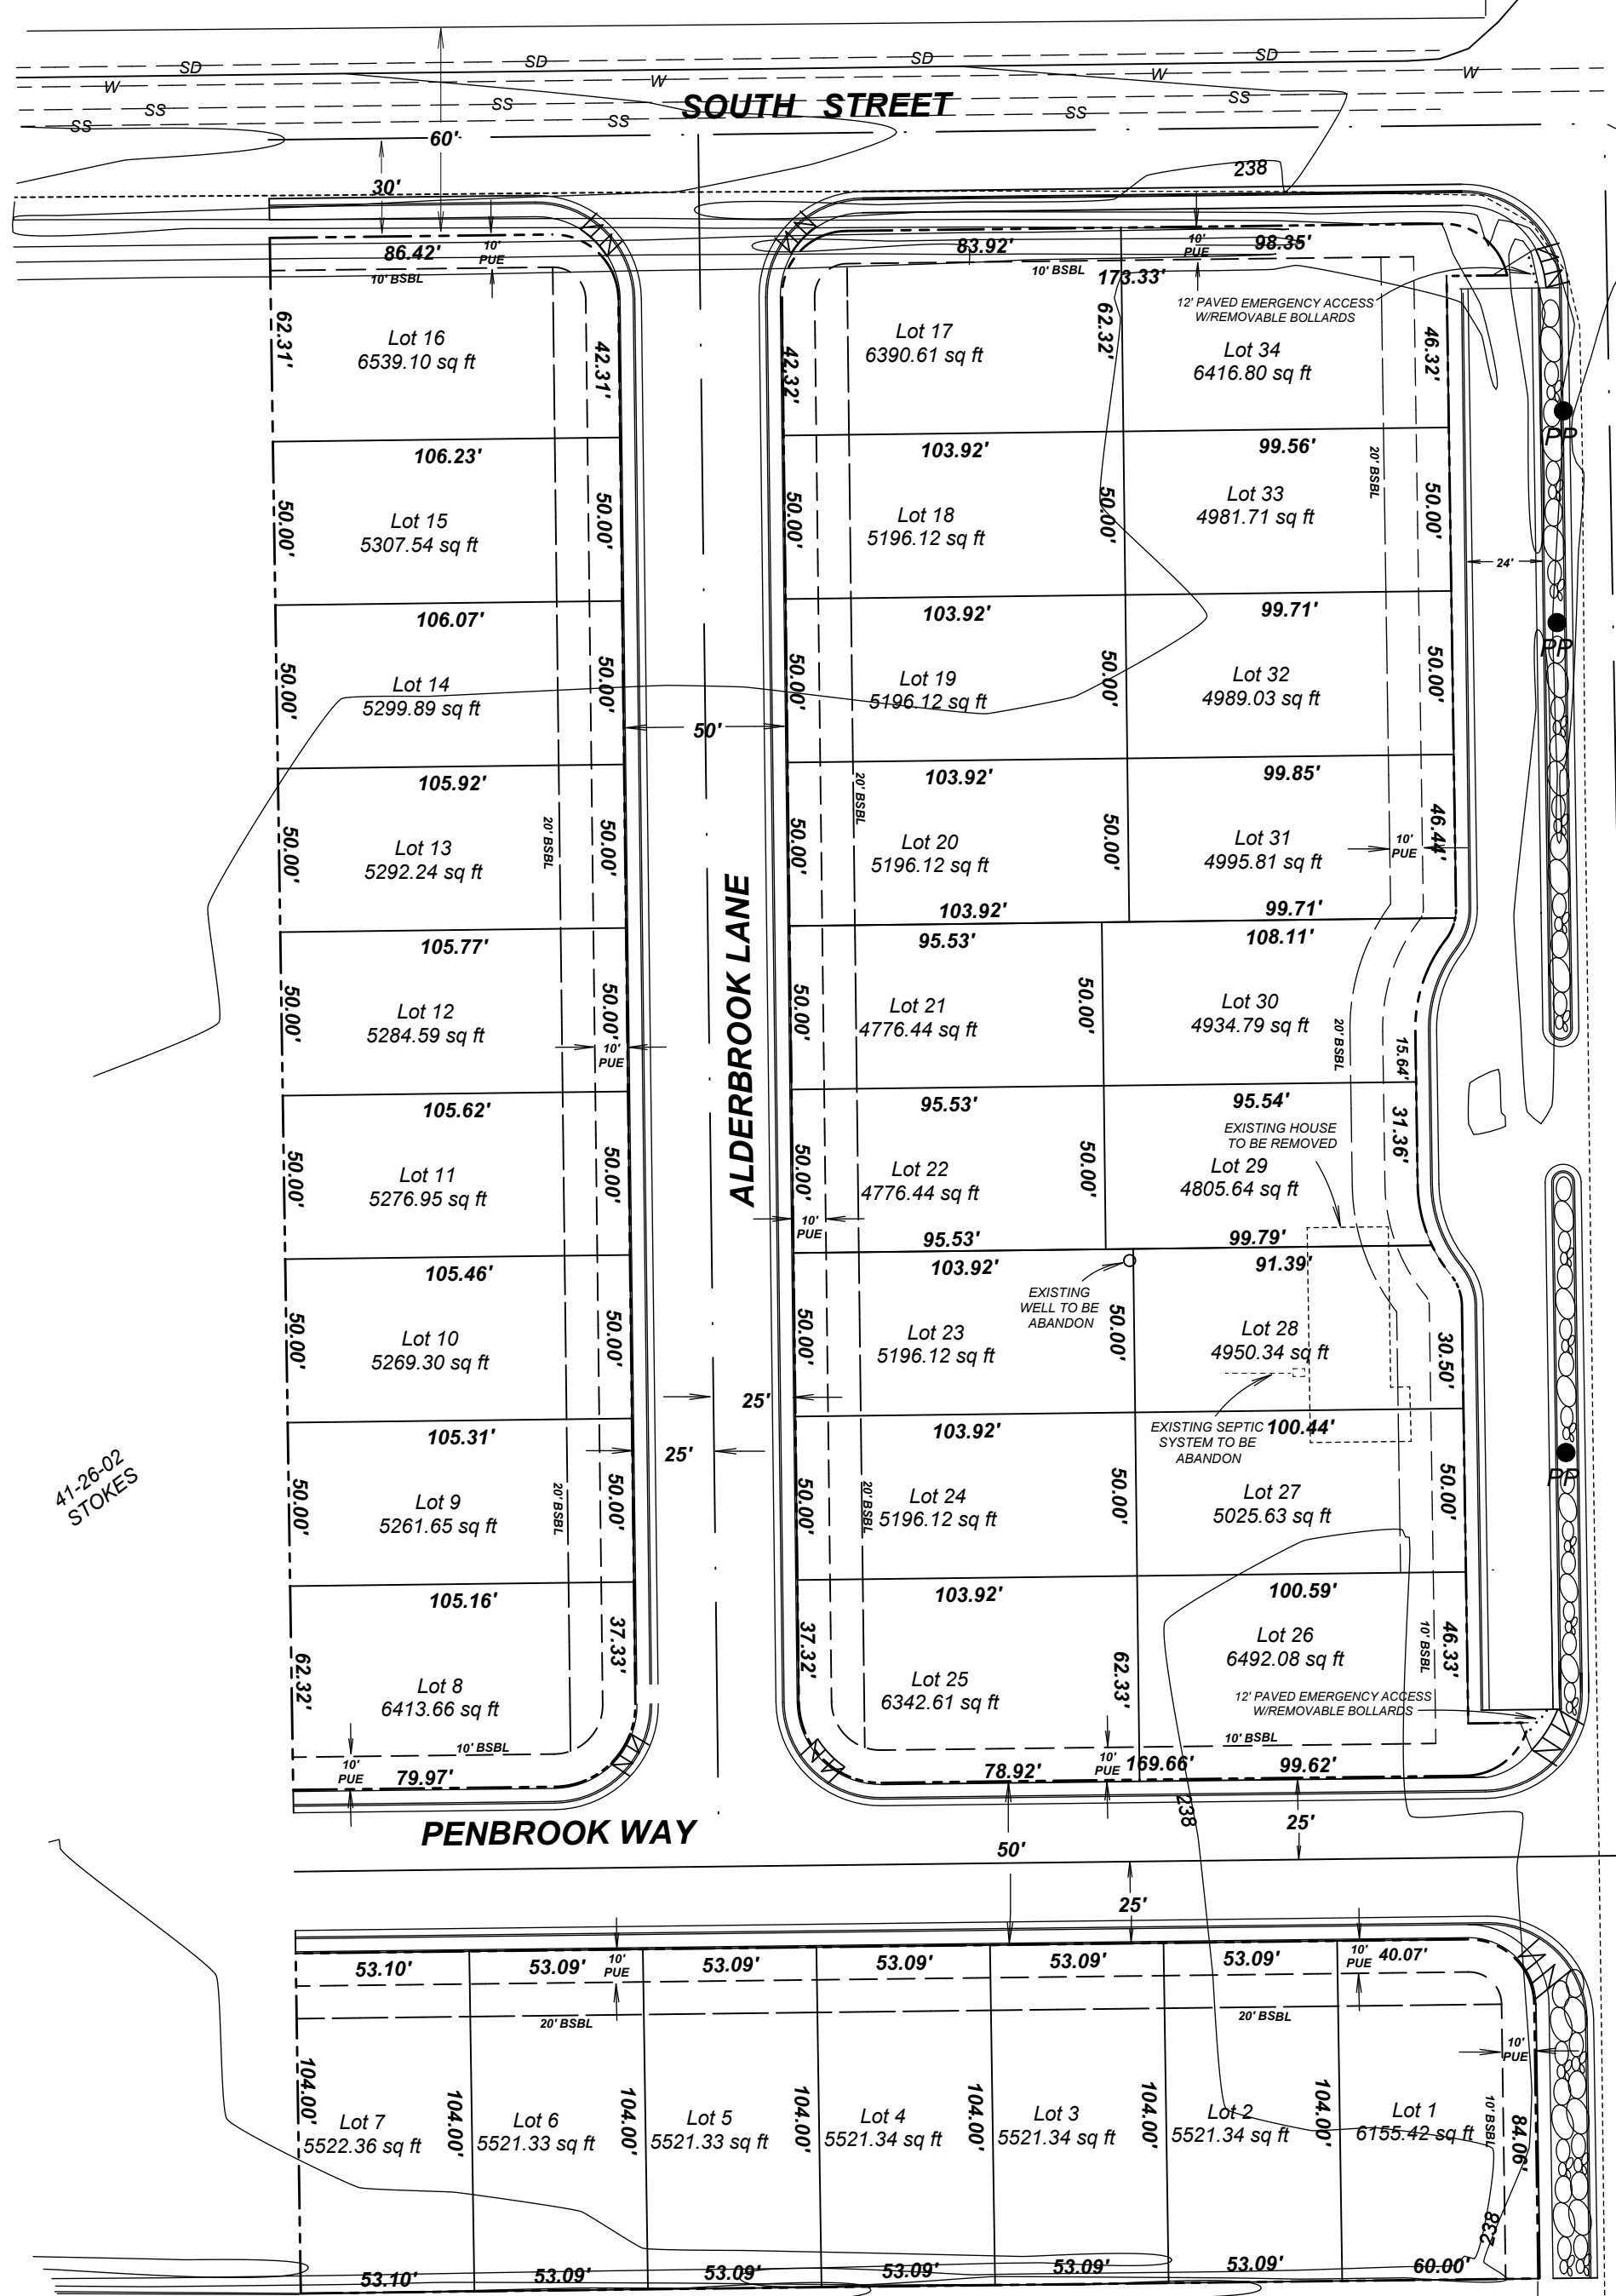 SD
SD
SD
SD
W
W
W
W
SS
SS
SS
SS
SS
SS
SOUTH STREET
60'
30'
238
86.42'
10'
PUE
10' BSBL
83.92'
10' BSBL
173.33'
10'
PUE
98.35'
12' PAVED EMERGENCY ACCESS
W/REMOVABLE BOLLARDS
62.31'
Lot 16
6539.10 sq ft
42.31'
42.32'
Lot 17
6390.61 sq ft
62.32'
Lot 34
6416.80 sq ft
46.32'
PP
106.23'
103.92'
99.56'
20' BSBL
50.00'
Lot 15
5307.54 sq ft
50.00'
50.00'
Lot 18
5196.12 sq ft
50.00'
Lot 33
4981.71 sq ft
50.00'
24'
106.07'
103.92'
99.71'
PP
50.00'
Lot 14
5299.89 sq ft
50.00'
50.00'
Lot 19
5196.12 sq ft
50.00'
Lot 32
4989.03 sq ft
50.00'
50'
105.92'
103.92'
99.85'
20' BSBL
20' BSBL
50.00'
Lot 13
5292.24 sq ft
50.00'
50.00'
Lot 20
5196.12 sq ft
50.00'
Lot 31
4995.81 sq ft
10'
PUE
46.44'
103.92'
99.71'
105.77'
95.53'
108.11'
ALDERBROOK LANE
50.00'
Lot 12
5284.59 sq ft
50.00'
10'
PUE
50.00'
Lot 21
4776.44 sq ft
50.00'
Lot 30
4934.79 sq ft
20' BSBL
15.64'
105.62'
95.53'
95.54'
EXISTING HOUSE
TO BE REMOVED
50.00'
Lot 11
5276.95 sq ft
50.00'
50.00'
Lot 22
4776.44 sq ft
50.00'
Lot 29
4805.64 sq ft
31.36'
10'
PUE
95.53'
99.79'
105.46'
103.92'
91.39'
EXISTING
WELL TO BE
ABANDON
50.00'
Lot 10
5269.30 sq ft
50.00'
50.00'
Lot 23
5196.12 sq ft
50.00'
Lot 28
4950.34 sq ft
30.50'
25'
25'
105.31'
103.92'
100.44'
EXISTING SEPTIC
SYSTEM TO BE
ABANDON
41-26-02
STOKES
50.00'
Lot 9
5261.65 sq ft
20' BSBL
50.00'
50.00'
20' BSBL
Lot 24
5196.12 sq ft
50.00'
Lot 27
5025.63 sq ft
50.00'
PP
105.16'
103.92'
100.59'
62.32'
Lot 8
6413.66 sq ft
37.33'
37.32'
Lot 25
6342.61 sq ft
62.33'
Lot 26
6492.08 sq ft
10' BSBL
46.33'
12' PAVED EMERGENCY ACCESS
W/REMOVABLE BOLLARDS
10' BSBL
10' BSBL
10'
PUE
79.97'
78.92'
10'
PUE
169.66'
99.62'
238
25'
PENBROOK WAY
50'
25'
53.10'
53.09'
10'
PUE
53.09'
53.09'
53.09'
53.09'
10'
PUE
40.07'
20' BSBL
20' BSBL
10'
PUE
104.00'
Lot 7
5522.36 sq ft
104.00'
Lot 6
5521.33 sq ft
104.00'
Lot 5
5521.33 sq ft
104.00'
Lot 4
5521.34 sq ft
104.00'
Lot 3
5521.34 sq ft
104.00'
Lot 2
5521.34 sq ft
104.00'
Lot 1
6155.42 sq ft
10' BSBL
84.06'
238
53.10'
53.09'
53.09'
53.09'
53.09'
53.09'
60.00'